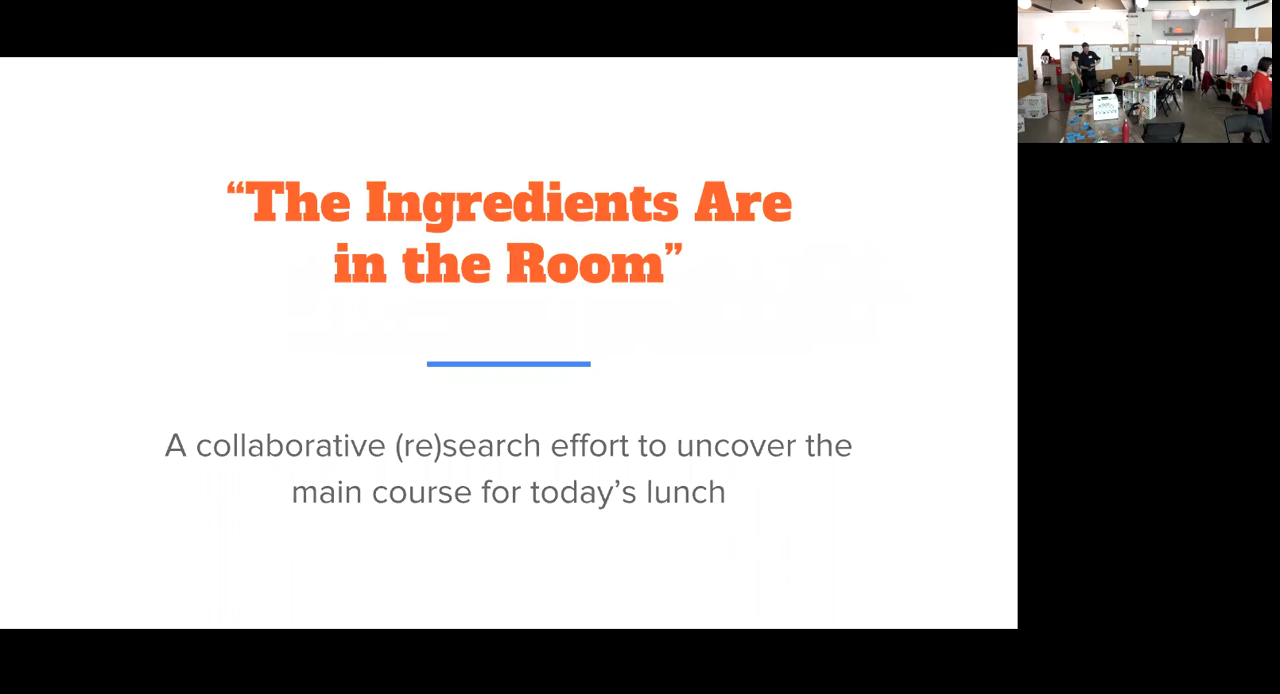 “The Ingredients Are
in the Room”
A collaborative (re)search effort to uncover the
main course for today’s lunch